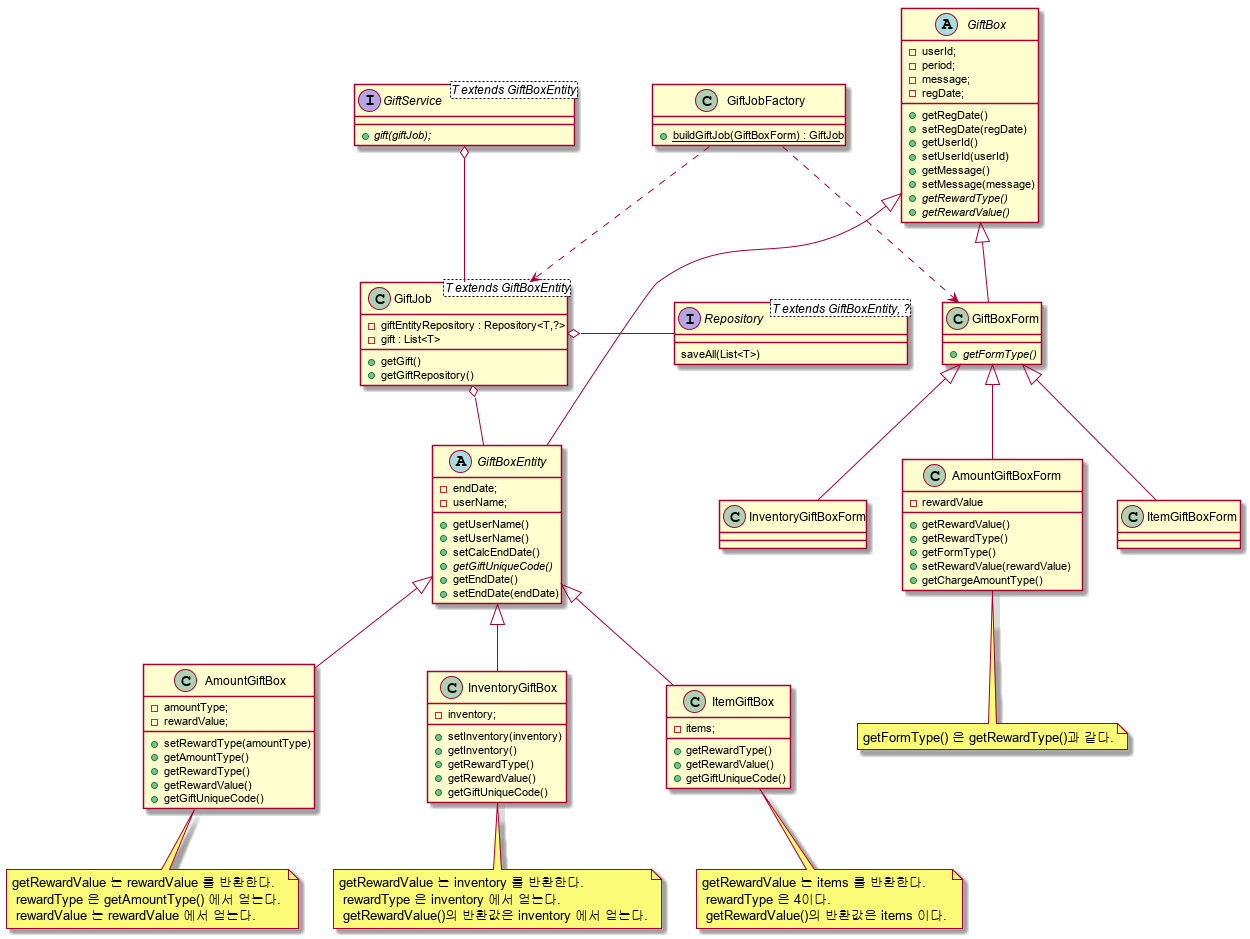 A GiftBox
userId;
period;
message;
regDate;
getRegDate()
setRegDate(regDate)
getUserId()
setUserId(userId)
getMessage()
setMessage(message)
getRewardType()
getRewardValue()
I GiftService
T extends GiftBoxEntity
gift(giftJob);
C GiftJobFactory
buildGiftJob(GiftBoxForm) : GiftJob
C GiftJob
T extends GiftBoxEntity
giftEntityRepository : Repository<T,?>
gift : List<T>
getGift()
getGiftRepository()
I Repository
T extends GiftBoxEntity, ?
saveAll(List<T>)
C GiftBoxForm
getFormType()
A GiftBoxEntity
endDate;
userName;
getUserName()
setUserName()
setCalcEndDate()
getGiftUniqueCode()
getEndDate()
setEndDate(endDate)
C InventoryGiftBoxForm
C AmountGiftBoxForm
rewardValue
getRewardValue()
getRewardType()
getFormType()
setRewardValue(rewardValue)
getChargeAmountType()
C ItemGiftBoxForm
C AmountGiftBox
amountType;
rewardValue;
setRewardType(amountType)
getAmountType()
getRewardType()
getRewardValue()
getGiftUniqueCode()
C InventoryGiftBox
inventory;
setInventory(inventory)
getInventory()
getRewardType()
getRewardValue()
getGiftUniqueCode()
C ItemGiftBox
items;
getRewardType()
getRewardValue()
getGiftUniqueCode()
getFormType() 은 getRewardType()과 같다.
getRewardValue 는 rewardValue 를 반환한다.
rewardType 은 getAmountType() 에서 얻는다.
rewardValue 는 rewardValue 에서 얻는다.
getRewardValue 는 inventory 를 반환한다.
rewardType 은 inventory 에서 얻는다.
getRewardValue()의 반환값은 inventory 에서 얻는다.
getRewardValue 는 items 를 반환한다.
rewardType 은 4이다.
getRewardValue()의 반환값은 items 이다.